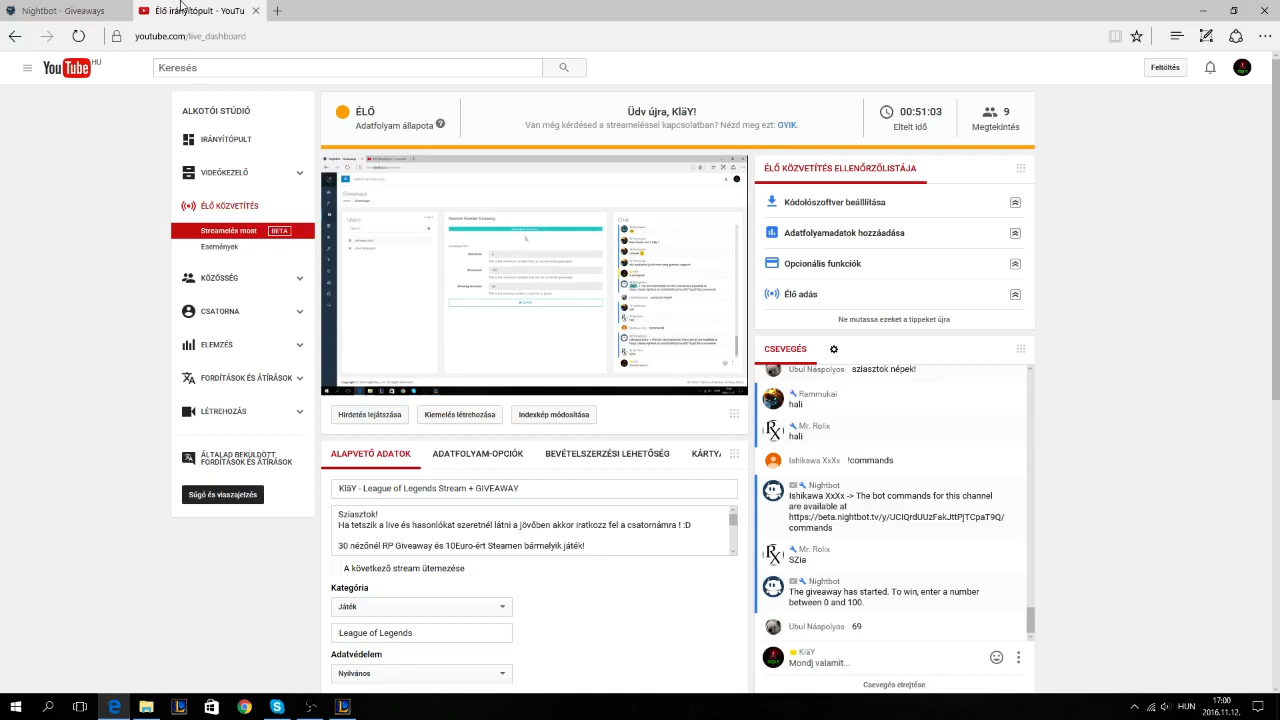 Nightbot - Giveaways
Élő irányítópult - YouTu
youtube.com/live_dashboard
YouTube HU
Keresés
Feltöltés
ALKOTÓI STÚDIÓ
IRÁNYÍTÓPULT
VIDEÓKEZELŐ
ÉLŐ KÖZVETÍTÉS
Streamelés most BETA
Események
KÖZÖSSÉG
CSATORNA
ELEMZÉS
FORDÍTÁSOK ÉS ÁTÍRÁSOK
LÉTREHOZÁS
ÁLTALAD BEKÜLDÖTT
FORDÍTÁSOK ÉS ÁTÍRÁSOK
Súgó és visszajelzés
ÉLŐ
Adatfolyam állapota
Üdv újra, KläY!
Van még kérdésed a streameléssel kapcsolatban? Nézd meg ezt: GYIK.
00:51:03
Eltelt idő
9
Megtekintés
Giveaways
Users
Random Number Giveaway
Chat
Hirdetés lejátszása
Kiemelés létrehozása
Indexkép módosítása
ALAPVETŐ ADATOK
ADATFOLYAM-OPCIÓK
BEVÉTELSZERZÉSI LEHETŐSÉG
KÁRTYA
KläY - League of Legends Stream + GIVEAWAY
Sziasztok!
Ha tetszik a live és hasonlókat szeretnél látni a jövőben akkor iratkozz fel a csatornámra ! :D
30 nézőnél RP Giveaway és 10Euro-ért Steamen bármelyik játék!
A következő stream ütemezése
Kategória
Játék
League of Legends
Adatvédelem
Nyilvános
ÉLŐ KÖZVETÍTÉS ELLENŐRZŐLISTÁJA
Kódolószoftver beállítása
Adatfolyamadatok hozzáadása
Opcionális funkciók
Élő adás
Ne mutassa ezeket a tippeket újra
CSEVEGÉS
Ubul Náspolyos sziasztok népek!
Rammukai
hali
Mr. Rolix
hali
Ishikawa XxXx !commands
Nightbot
Ishikawa XxXx -> The bot commands for this channel
are available at
https://beta.nightbot.tv/y/UCIQrdUUzFakJttPjTCpaT9Q/
commands
Mr. Rolix
SZia
Nightbot
The giveaway has started. To win, enter a number
between 0 and 100.
Ubul Náspolyos 69
KläY
Mondj valamit...
Csevegés elrejtése
HUN
17:00
2016.11.12.